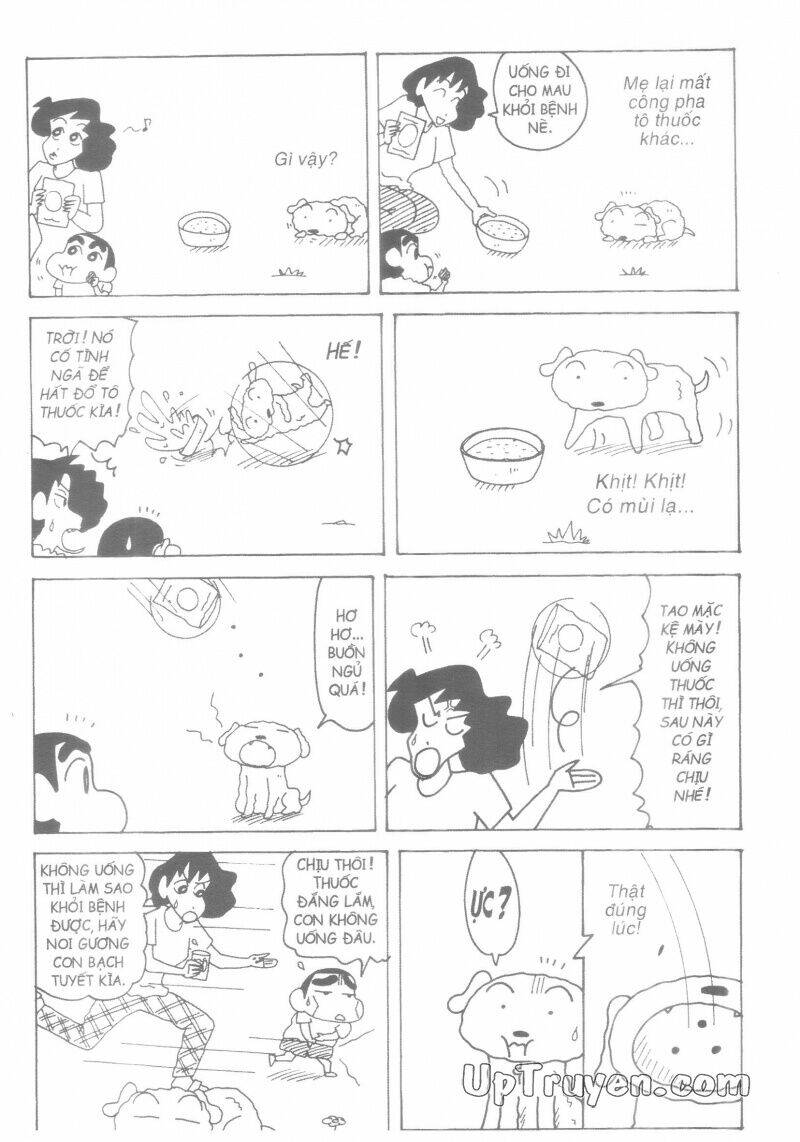 Mẹ lại mất
công pha
tô thuốc
khác...
UỐNG ĐI
CHO MAU
KHỎI BỆNH
NÈ.
Gì vậy?
Khịt! Khịt!
Có mùi lạ...
HẾ!
TRỜI! NÓ
CỐ TÌNH
NGÃ ĐỂ
HẤT ĐỔ TÔ
THUỐC KÌA!
TAO MẶC
KỆ MÀY!
KHÔNG
UỐNG
THUỐC
THÌ THÔI,
SAU NÀY
CÓ GÌ
RÁNG
CHỊU
NHÉ!
HƠ
HƠ...
BUỒN
NGỦ
QUÁ!
Thật
đúng
lúc!
ỰC?
CHỊU THÔI!
THUỐC
ĐẮNG LẮM,
CON KHÔNG
UỐNG ĐÂU.
KHÔNG UỐNG
THÌ LÀM SAO
KHỎI BỆNH
ĐƯỢC, HÃY
NOI GƯƠNG
CON BẠCH
TUYẾT KÌA.
UpTruyen.com